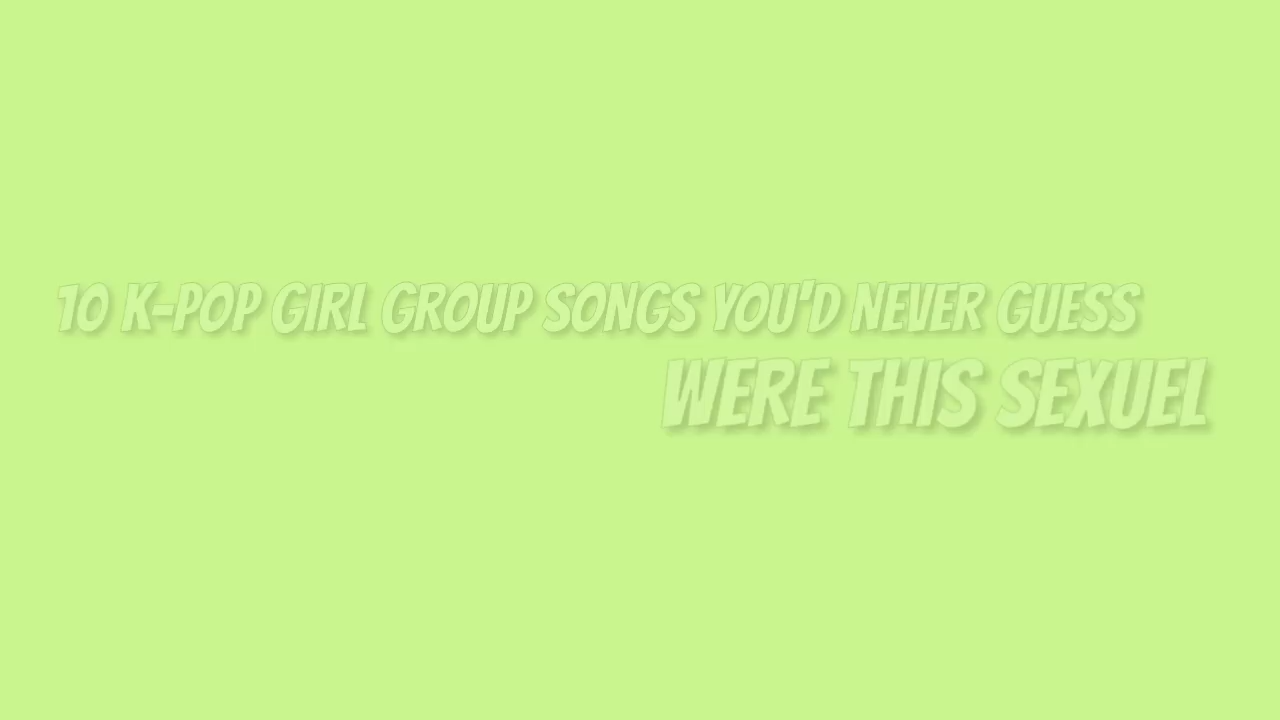 10 K-POP GIRL GROUP SONGS YOU'D NEVER GUESS
WERE THIS SEXUEL